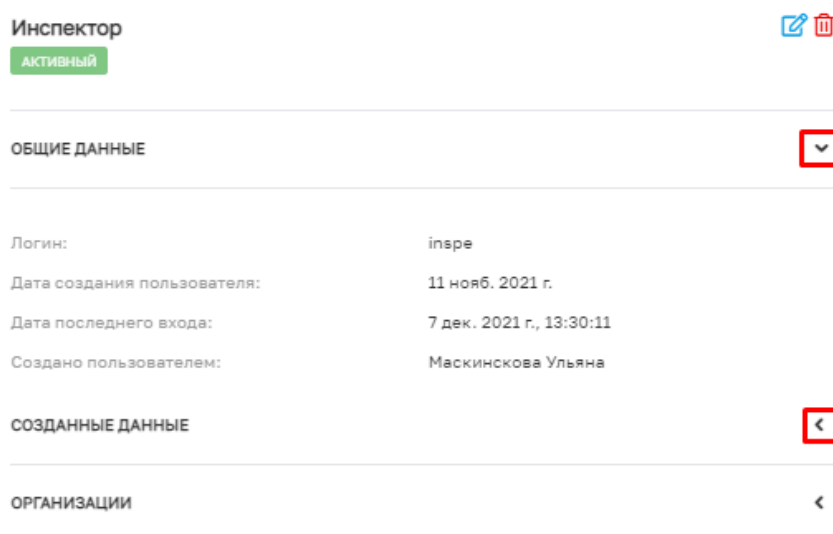 Инспектор
АКТИВНЫЙ
ОБЩИЕ ДАННЫЕ
Логин: inspe
Дата создания пользователя: 11 нояб. 2021 г.
Дата последнего входа: 7 дек. 2021 г., 13:30:11
Создано пользователем: Маскинскова Ульяна
СОЗДАННЫЕ ДАННЫЕ
ОРГАНИЗАЦИИ